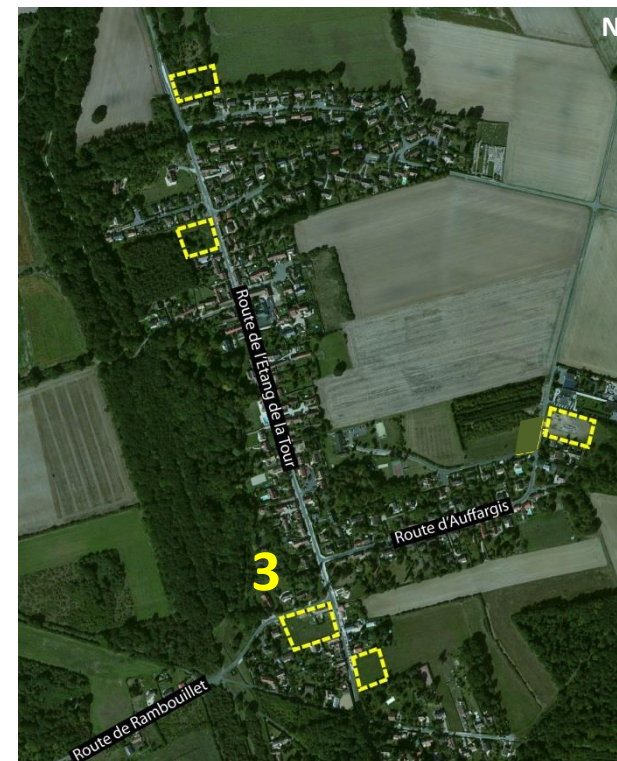 N
Route de l'Etang de la Tour
Route d'Auffargis
3
Route de Rambouillet